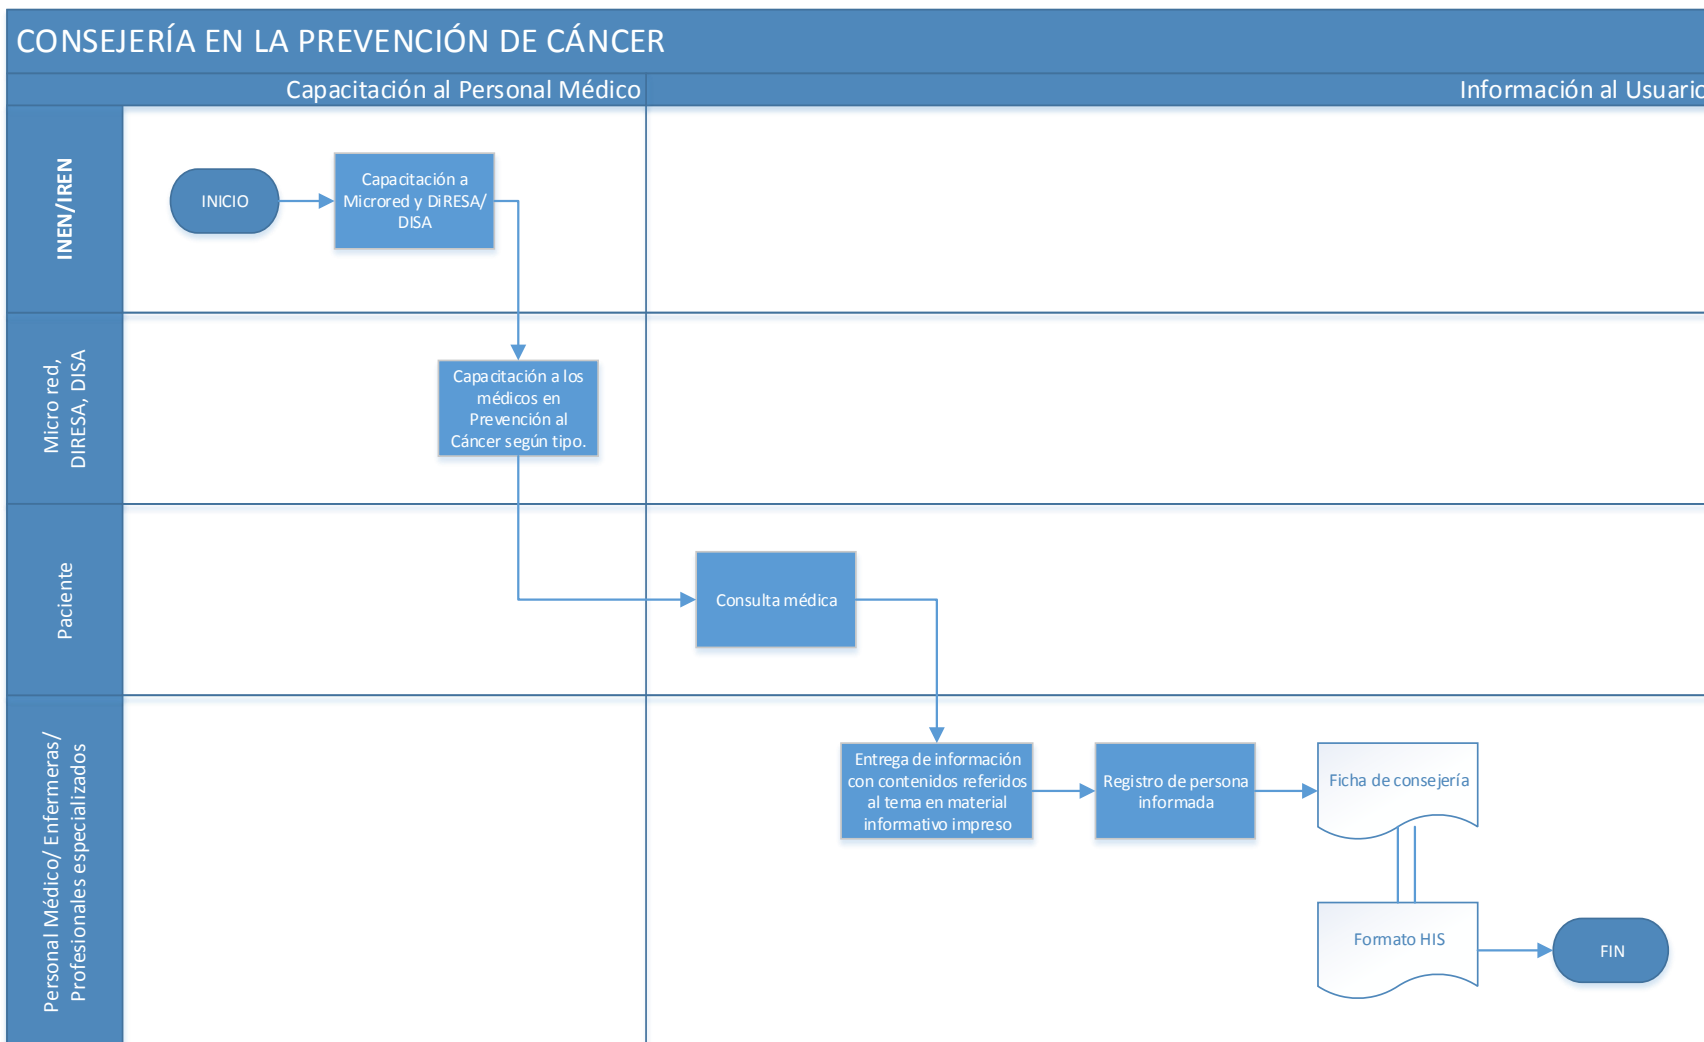 CONSEJERÍA EN LA PREVENCIÓN DE CÁNCER
Capacitación al Personal Médico
Información al Usuario
INEN/IREN
INICIO
Capacitación a
Microred y DiRESA/
DISA
Micro red,
DIRESA, DISA
Capacitación a los
médicos en
Prevención al
Cáncer según tipo.
Paciente
Consulta médica
Personal Médico/ Enfermeras/
Profesionales especializados
Entrega de información
con contenidos referidos
al tema en material
informativo impreso
Registro de persona
informada
Ficha de consejería
Formato HIS
FIN